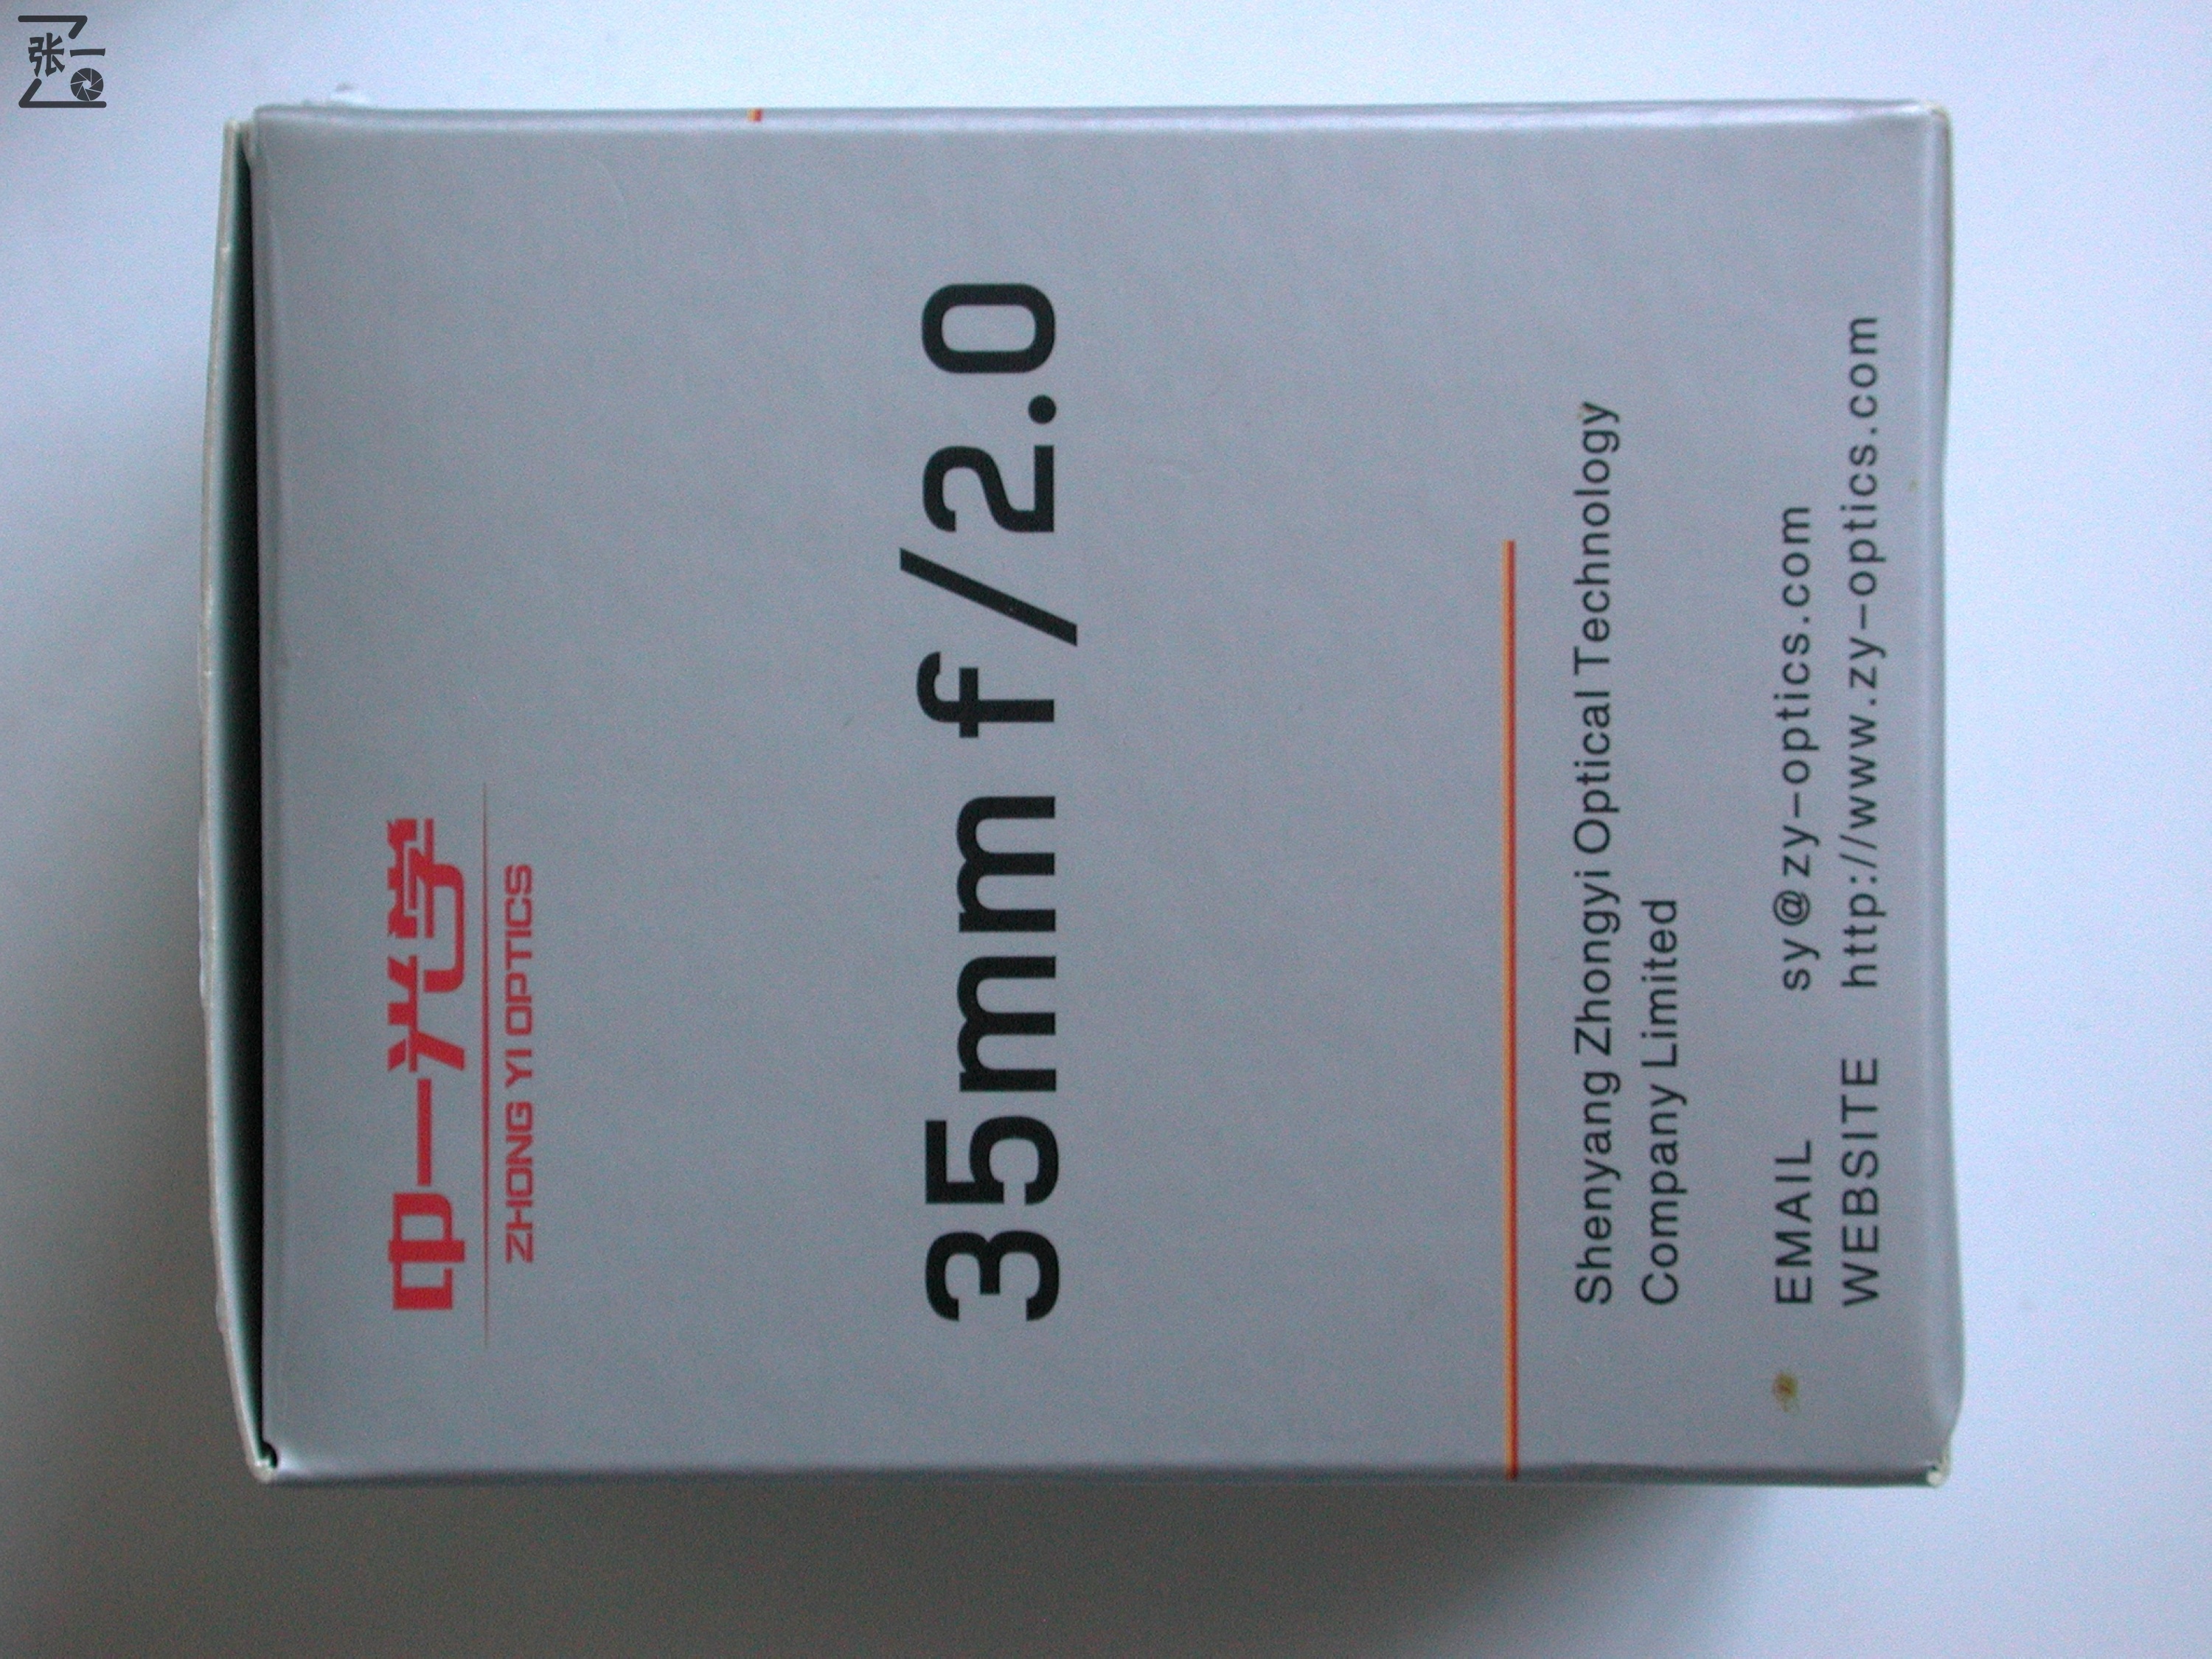 张一
中一光学
ZHONG YI OPTICS
35mm f/2.0
Shenyang Zhongyi Optical Technology
Company Limited
EMAIL sy@zy-optics.com
WEBSITE http://www.zy-optics.com